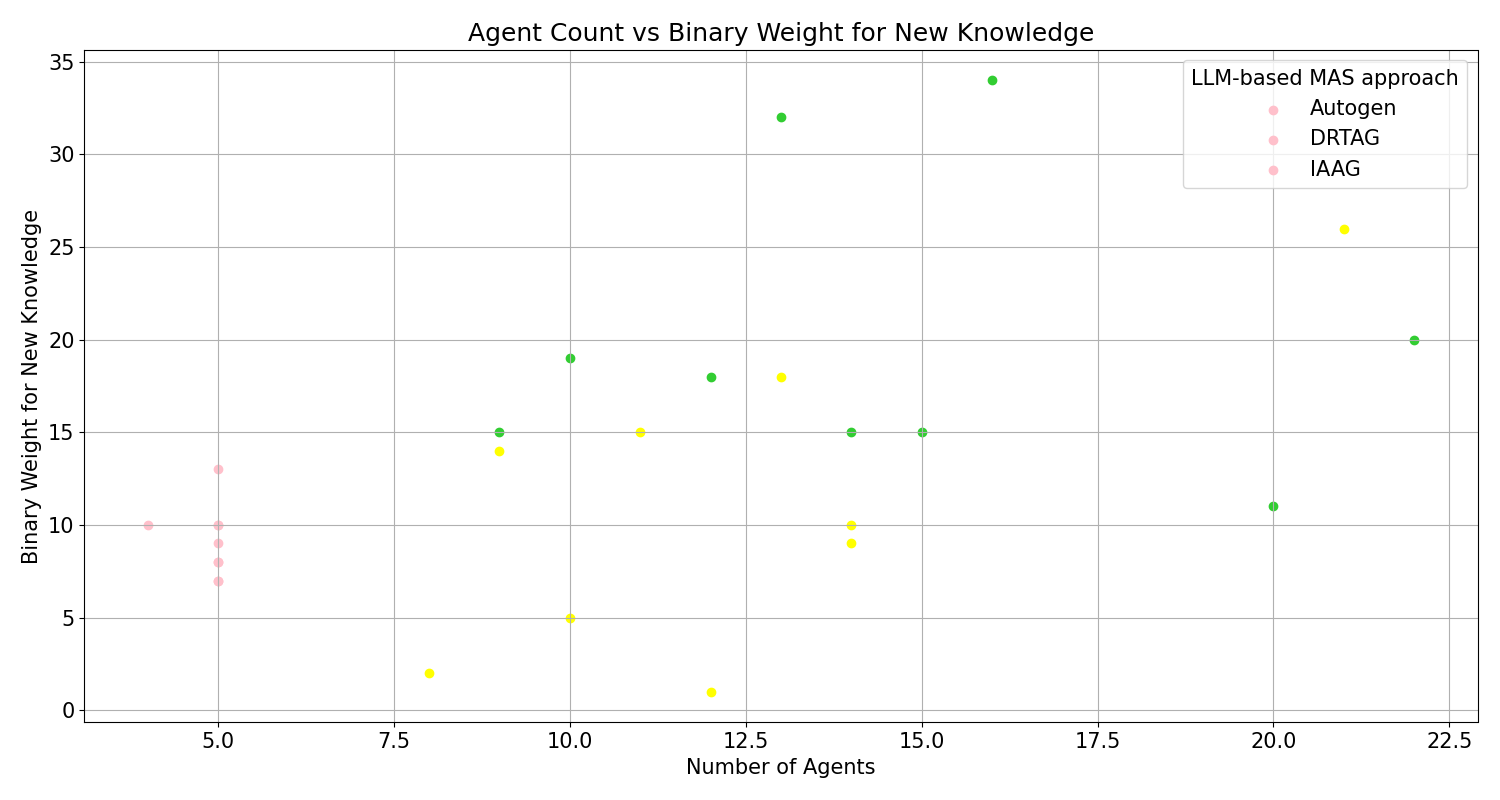 Agent Count vs Binary Weight for New Knowledge
35
30
25
20
15
10
5
0
Binary Weight for New Knowledge
LLM-based MAS approach
Autogen
DRTAG
IAAG
5.0 7.5 10.0 12.5 15.0 17.5 20.0 22.5
Number of Agents